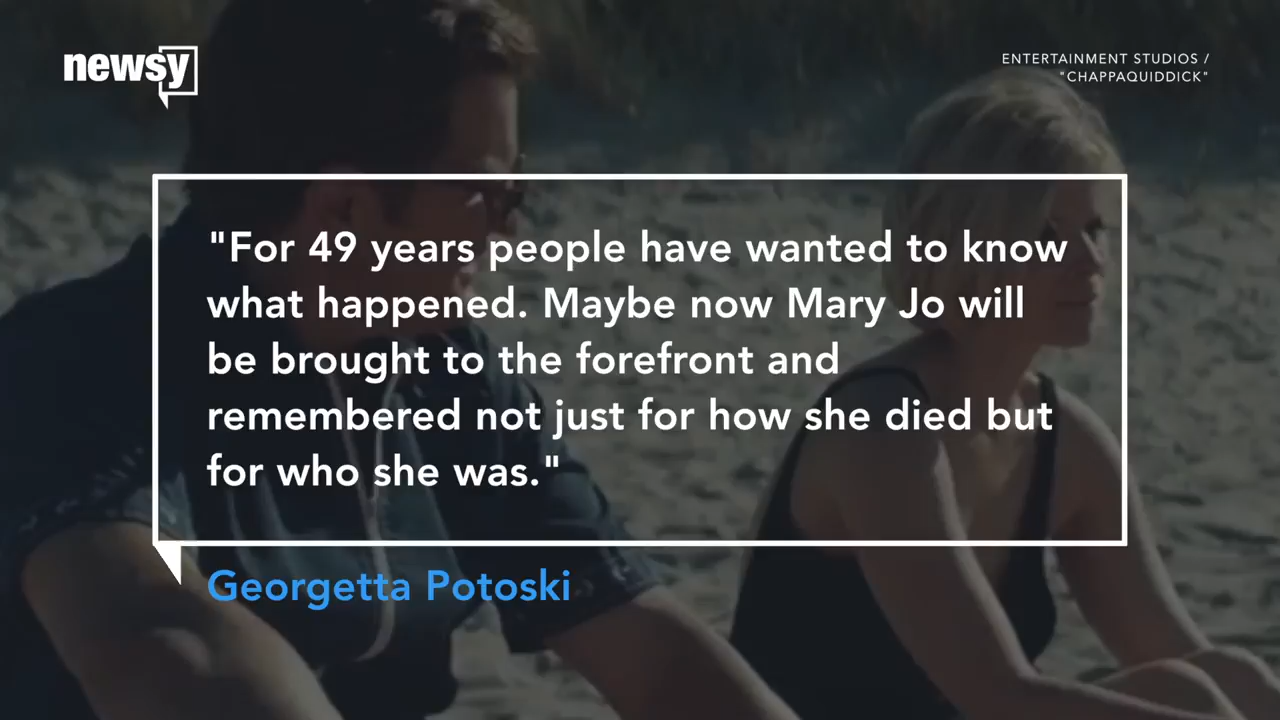 newsy
ENTERTAINMENT STUDIOS /
"CHAPPAQUIDDICK"
"For 49 years people have wanted to know
what happened. Maybe now Mary Jo will
be brought to the forefront and
remembered not just for how she died but
for who she was."
Georgetta Potoski